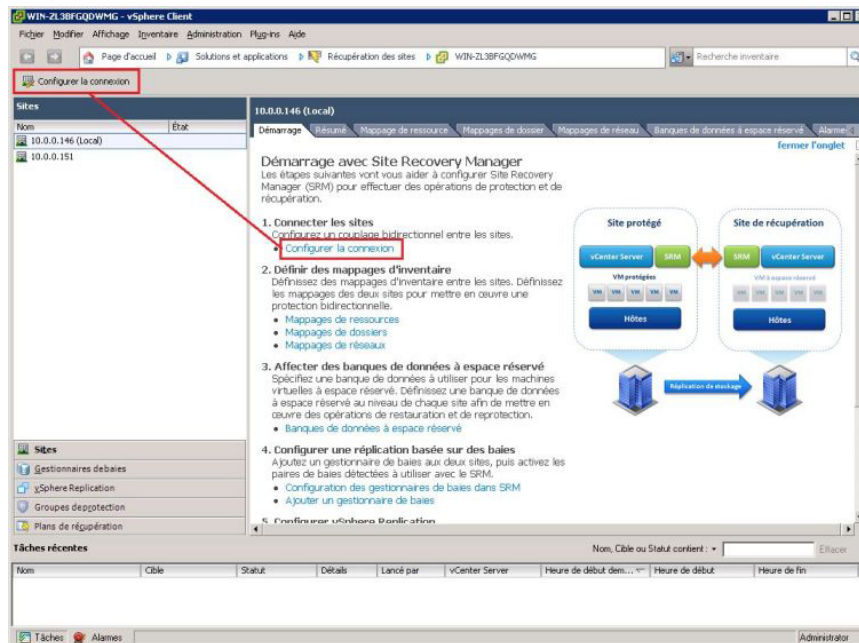 WIN-ZL3BFGQDWMG - vSphere Client
Fichier Modifier Affichage Inventaire Administration Plug-ins Aide
Page d'accueil Solutions et applications Récupération des sites WIN-ZL3BFGQDWMG Recherche inventaire
Configurer la connexion
Sites
Nom État
10.0.0.146 (Local)
10.0.0.151
Sites
Gestionnaires de baies
vSphere Replication
Groupes de protection
Plans de récupération
10.0.0.146 (Local)
Démarrage Résumé Mappage de ressource Mappages de dossier Mappages de réseau Banques de données à espace réservé Alarme
fermer l'onglet
Démarrage avec Site Recovery Manager
Les étapes suivantes vont vous aider à configurer Site Recovery
Manager (SRM) pour effectuer des opérations de protection et de
récupération.
1. Connecter les sites
Configurez un couplage bidirectionnel entre les sites.
Configurer la connexion
2. Définir des mappages d'inventaire
Définissez des mappages d'inventaire entre les sites. Définissez
les mappages des deux sites pour mettre en œuvre une
protection bidirectionnelle.
Mappages de ressources
Mappages de dossiers
Mappages de réseaux
3. Affecter des banques de données à espace réservé
Spécifiez une banque de données à utiliser pour les machines
virtuelles à espace réservé. Définissez une banque de données
à espace réservé au niveau de chaque site afin de mettre en
œuvre des opérations de restauration et de reprotection.
Banques de données à espace réservé
4. Configurer une réplication basée sur des baies
Ajoutez un gestionnaire de baies aux deux sites, puis activez les
paires de baies détectées à utiliser avec le SRM.
Configuration des gestionnaires de baies dans SRM
Ajouter un gestionnaire de baies
5. Configurer vSphere Replication
Site protégé Site de récupération
vCenter Server SRM SRM vCenter Server
VM protégées VM à espace réservé
VM VM VM VM VM VM VM VM VM VM
Hôtes Hôtes
Réplication de stockage
Tâches récentes Nom, Cible ou Statut contient : Effacer
Nom Cible Statut Détails Lancé par vCenter Server Heure de début dem... Heure de début Heure de fin
Tâches Alarmes Administrator